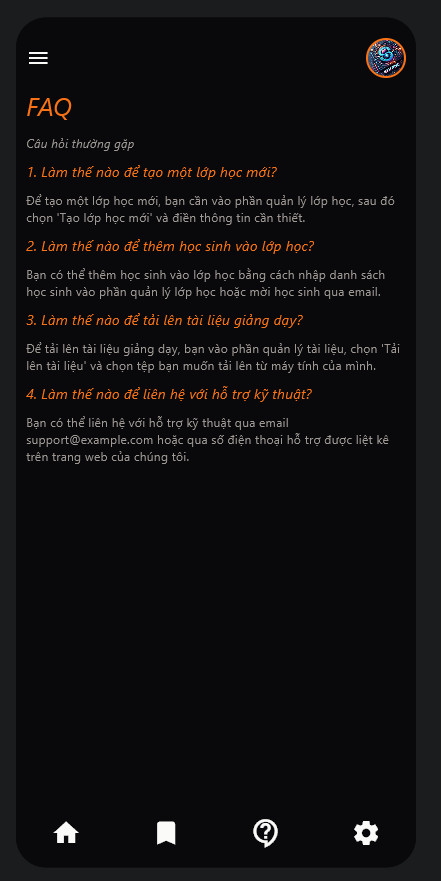 FAQ
Câu hỏi thường gặp
1. Làm thế nào để tạo một lớp học mới?
Để tạo một lớp học mới, bạn cần vào phần quản lý lớp học, sau đó
chọn 'Tạo lớp học mới' và điền thông tin cần thiết.
2. Làm thế nào để thêm học sinh vào lớp học?
Bạn có thể thêm học sinh vào lớp học bằng cách nhập danh sách
học sinh vào phần quản lý lớp học hoặc mời học sinh qua email.
3. Làm thế nào để tải lên tài liệu giảng dạy?
Để tải lên tài liệu giảng dạy, bạn vào phần quản lý tài liệu, chọn 'Tải
lên tài liệu' và chọn tệp bạn muốn tải lên từ máy tính của mình.
4. Làm thế nào để liên hệ với hỗ trợ kỹ thuật?
Bạn có thể liên hệ với hỗ trợ kỹ thuật qua email
support@example.com hoặc qua số điện thoại hỗ trợ được liệt kê
trên trang web của chúng tôi.